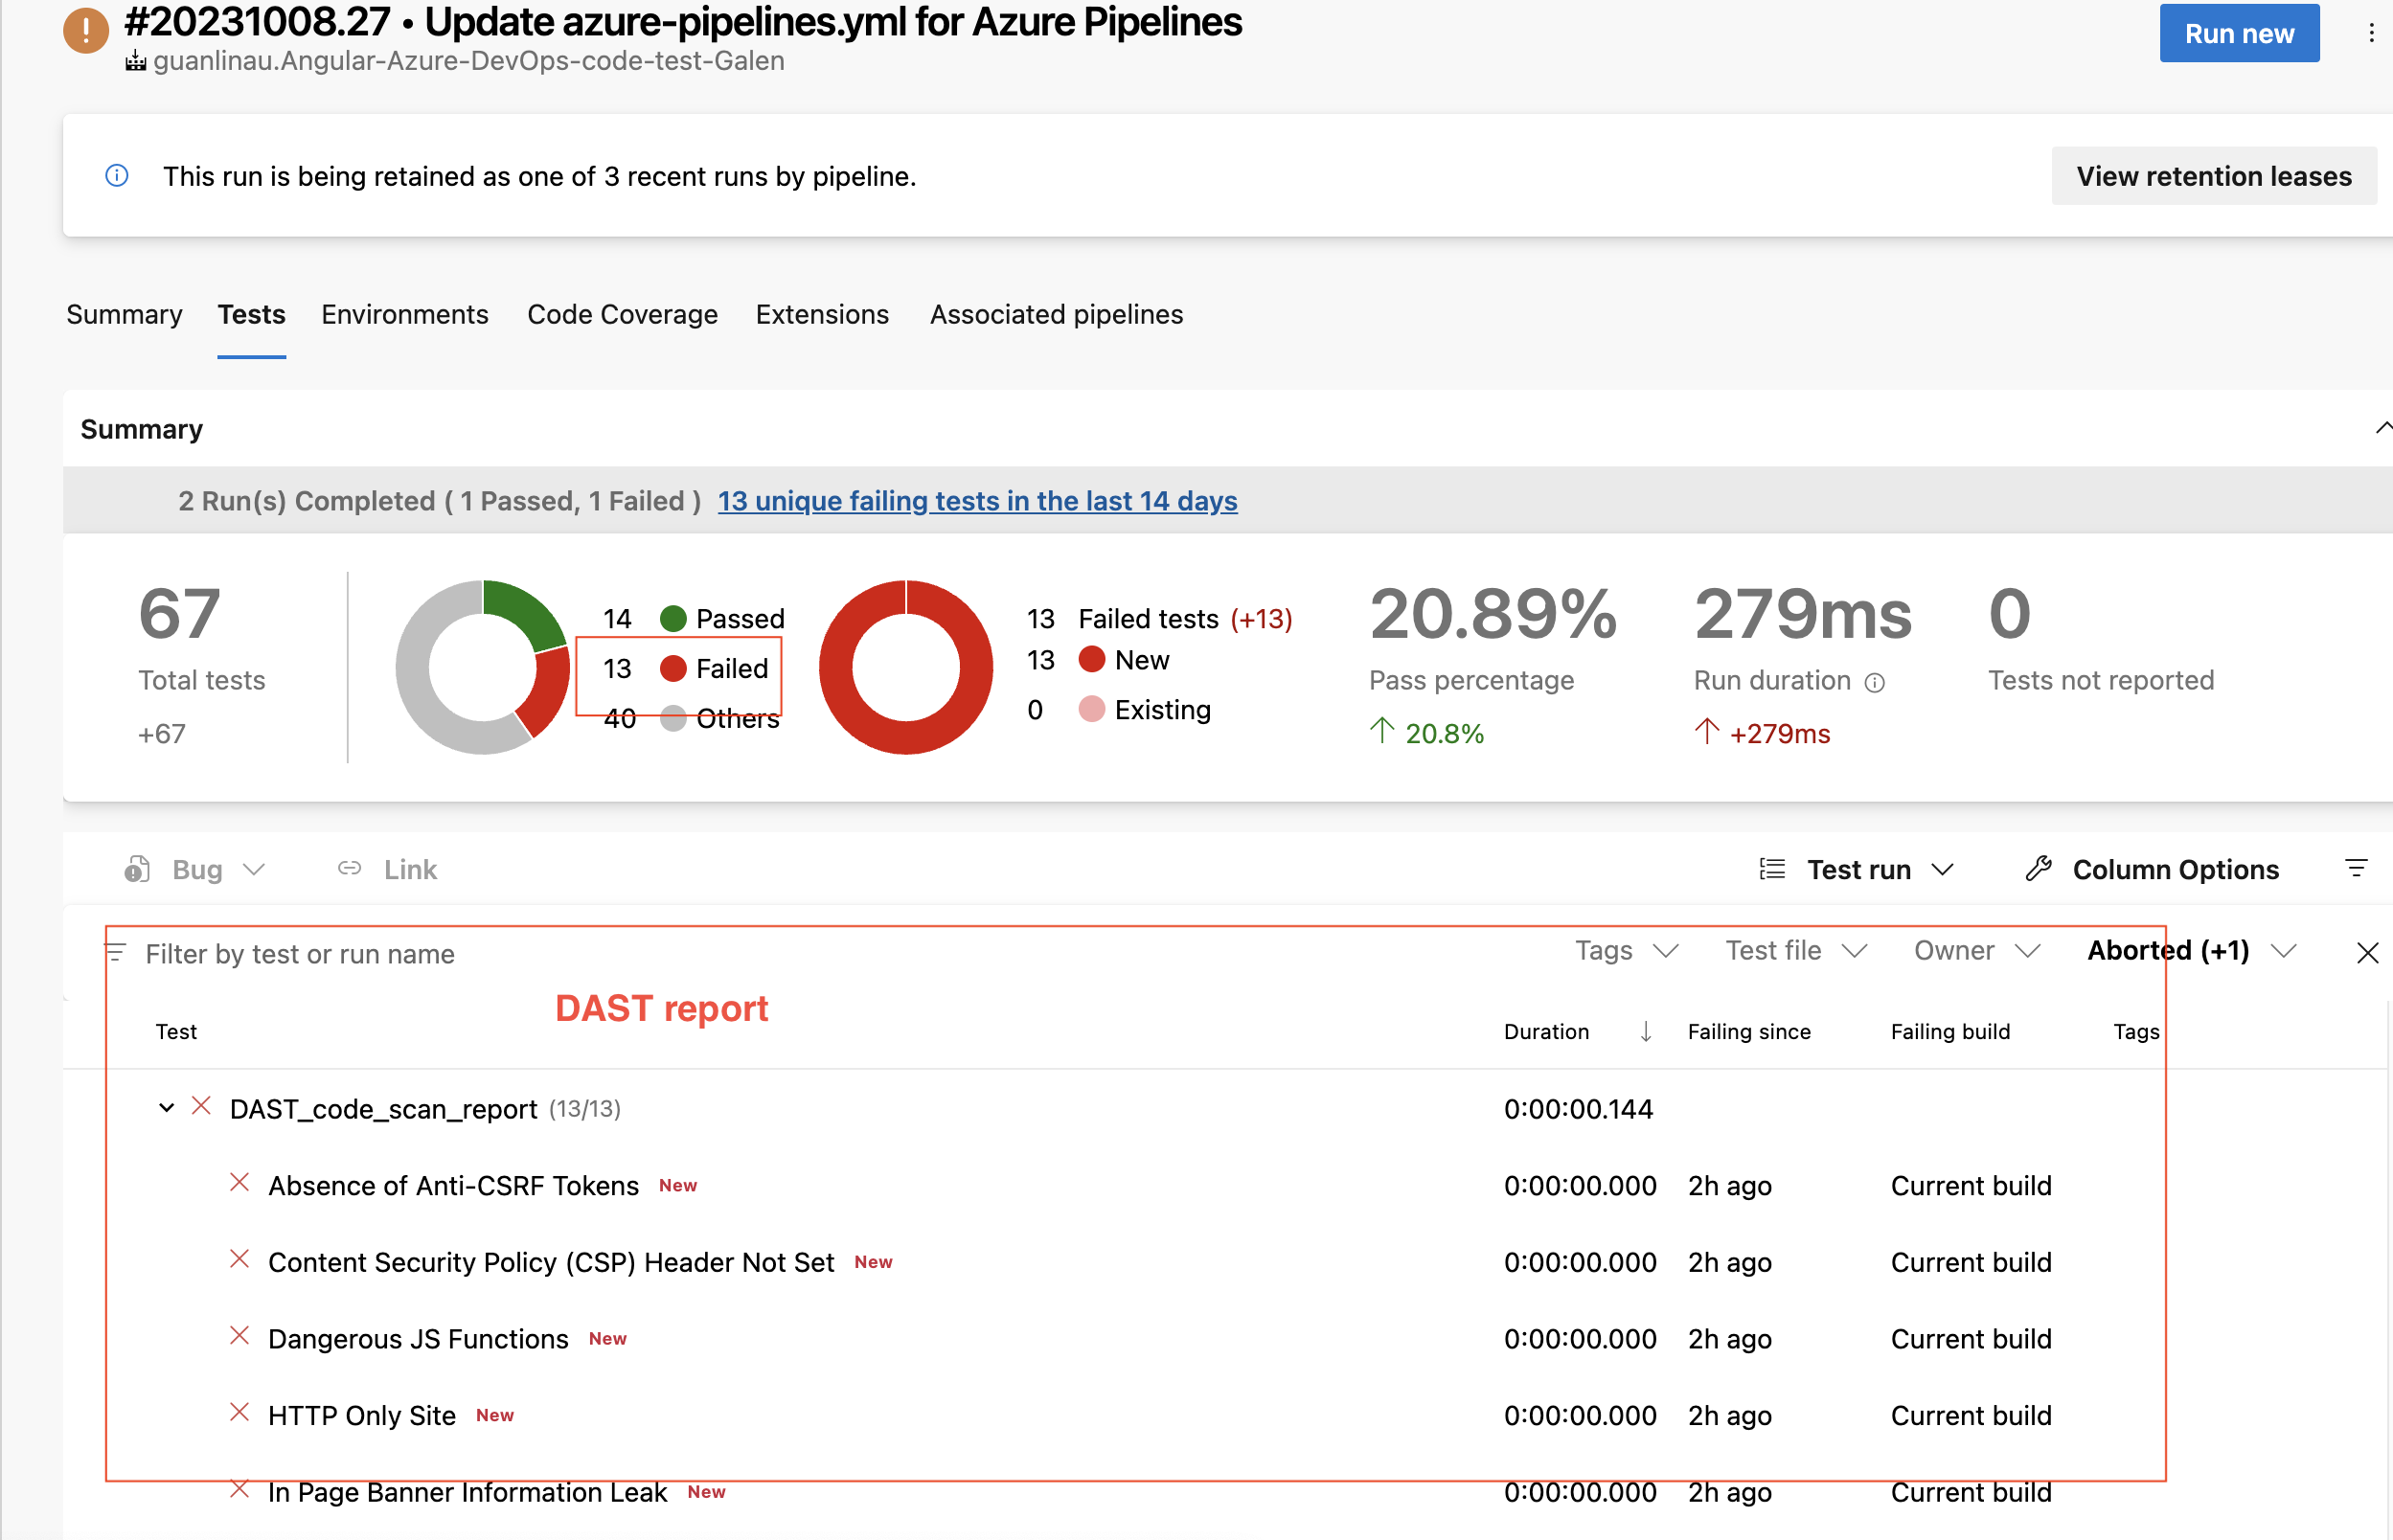 #20231008.27 • Update azure-pipelines.yml for Azure Pipelines
guanlinau.Angular-Azure-DevOps-code-test-Galen
Run new
This run is being retained as one of 3 recent runs by pipeline.
View retention leases
Summary Tests Environments Code Coverage Extensions Associated pipelines
Summary
2 Run(s) Completed ( 1 Passed, 1 Failed ) 13 unique failing tests in the last 14 days
67
Total tests
+67
14 Passed
13 Failed
40 Others
13 Failed tests (+13)
13 New
0 Existing
20.89%
Pass percentage
20.8%
279ms
Run duration
+279ms
0
Tests not reported
Bug Link Test run Column Options
Filter by test or run name Tags Test file Owner Aborted (+1)
DAST report
Test Duration Failing since Failing build Tags
DAST_code_scan_report (13/13) 0:00:00.144
Absence of Anti-CSRF Tokens New 0:00:00.000 2h ago Current build
Content Security Policy (CSP) Header Not Set New 0:00:00.000 2h ago Current build
Dangerous JS Functions New 0:00:00.000 2h ago Current build
HTTP Only Site New 0:00:00.000 2h ago Current build
In Page Banner Information Leak New 0:00:00.000 2h ago Current build